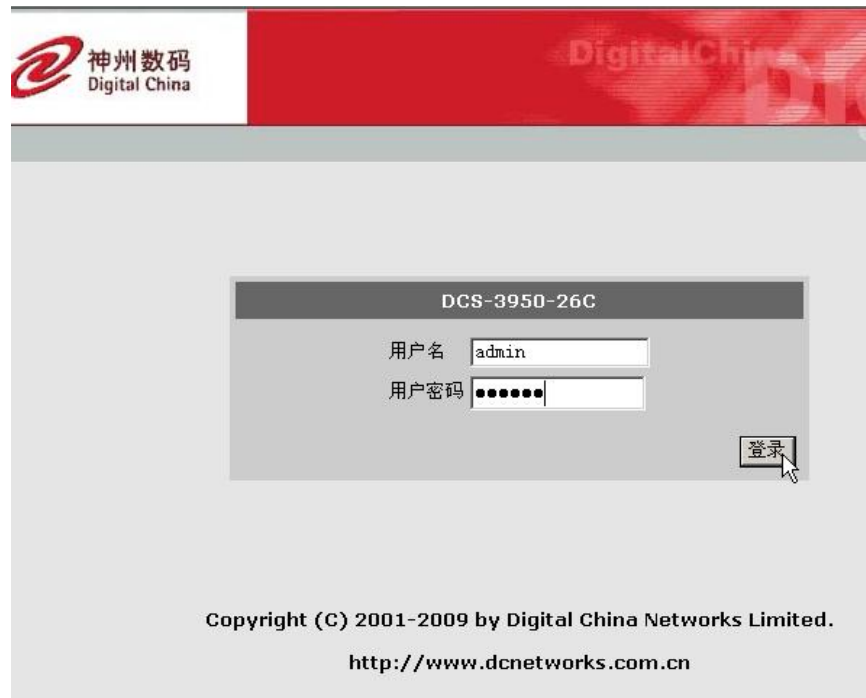 神州数码
Digital China
DigitalChina
DCS-3950-26C
用户名 admin
用户密码 ●●●●●●
登录
Copyright (C) 2001-2009 by Digital China Networks Limited.
http://www.dcnetworks.com.cn